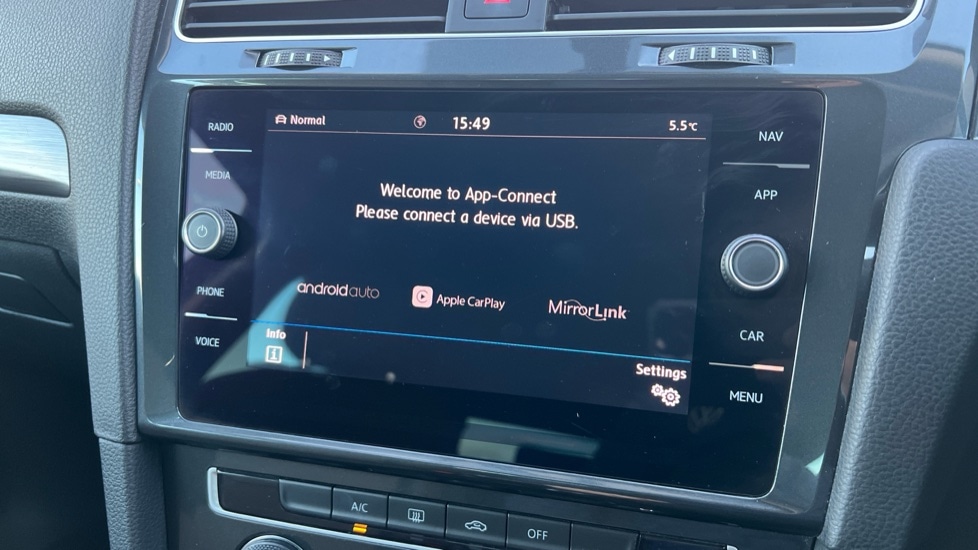 RADIO
MEDIA
PHONE
VOICE
Normal 15:49 5.5°C
Welcome to App-Connect
Please connect a device via USB.
androidauto Apple CarPlay MirrorLink
Info
i
Settings
NAV
APP
CAR
MENU
A/C OFF